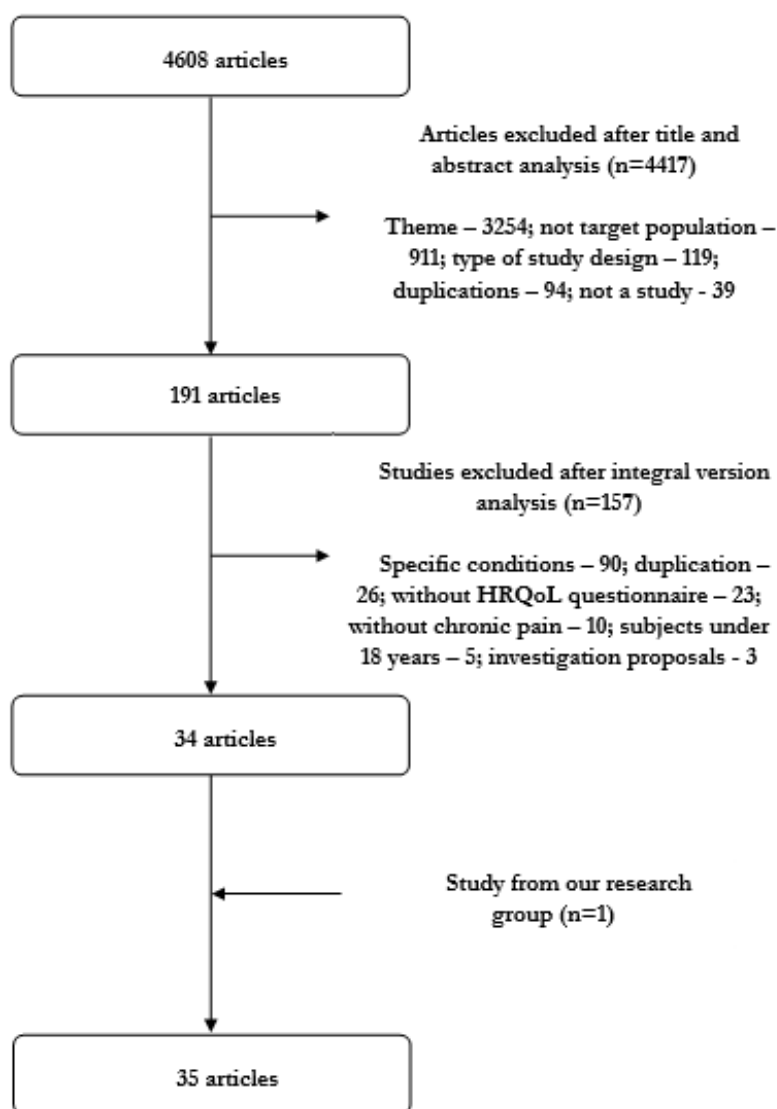 4608 articles
Articles excluded after title and
abstract analysis (n=4417)
Theme – 3254; not target population –
911; type of study design – 119;
duplications – 94; not a study - 39
191 articles
Studies excluded after integral version
analysis (n=157)
Specific conditions – 90; duplication –
26; without HRQoL questionnaire – 23;
without chronic pain – 10; subjects under
18 years – 5; investigation proposals - 3
34 articles
Study from our research
group (n=1)
35 articles